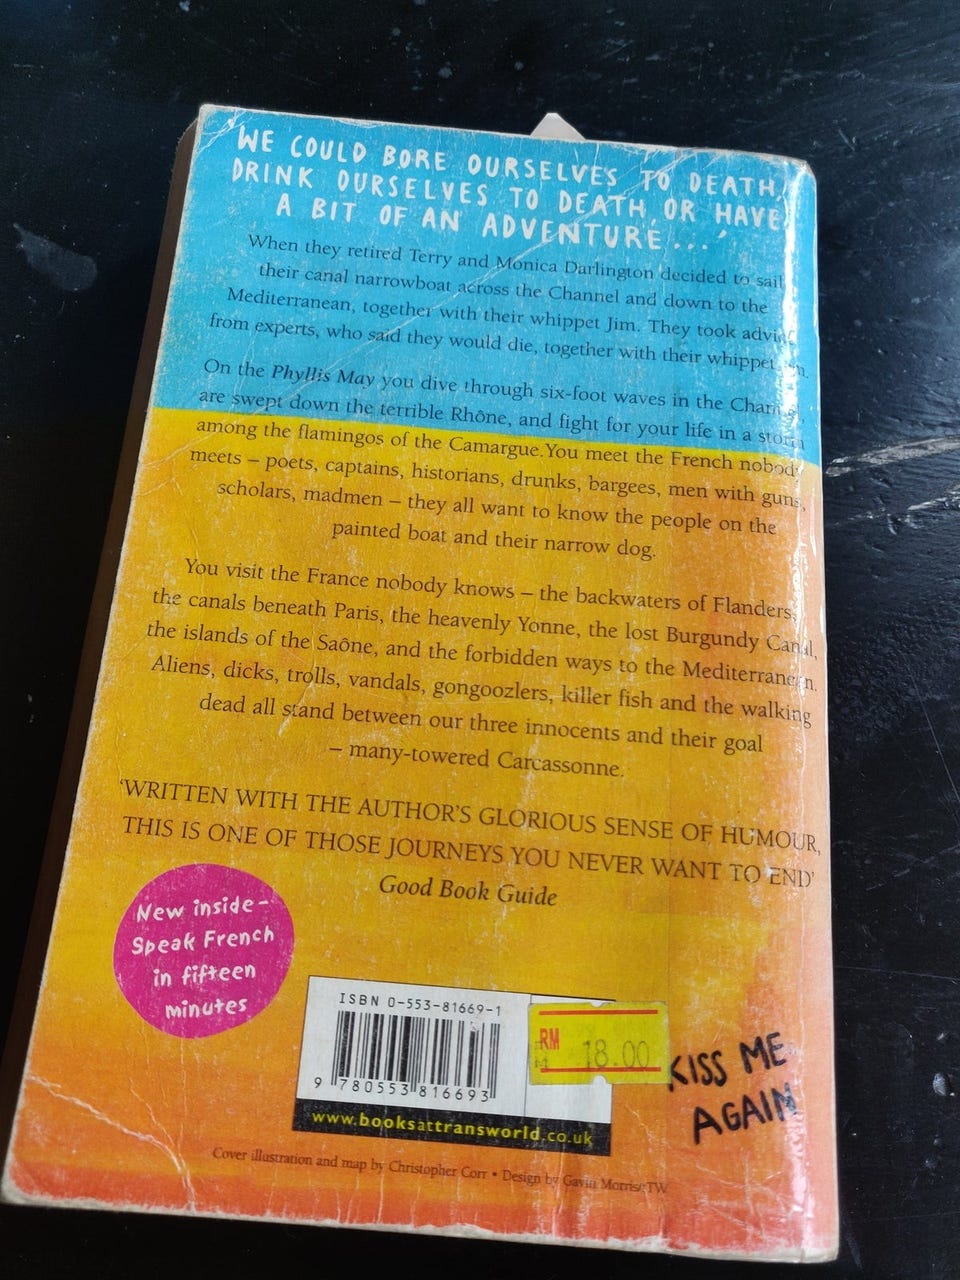 'WE COULD BORE OURSELVES TO DEATH,
DRINK OURSELVES TO DEATH, OR HAVE
A BIT OF AN ADVENTURE...'
When they retired Terry and Monica Darlington decided to sail
their canal narrowboat across the Channel and down to the
Mediterranean, together with their whippet Jim. They took advice
from experts, who said they would die, together with their whippet Jim.
On the Phyllis May you dive through six-foot waves in the Channel,
are swept down the terrible Rhône, and fight for your life in a storm
among the flamingos of the Camargue. You meet the French nobody
meets – poets, captains, historians, drunks, bargees, men with guns,
scholars, madmen – they all want to know the people on the
painted boat and their narrow dog.
You visit the France nobody knows – the backwaters of Flanders,
the canals beneath Paris, the heavenly Yonne, the lost Burgundy Canal,
the islands of the Saône, and the forbidden ways to the Mediterranean.
Aliens, dicks, trolls, vandals, gongoozlers, killer fish and the walking
dead all stand between our three innocents and their goal
– many-towered Carcassonne.
'WRITTEN WITH THE AUTHOR'S GLORIOUS SENSE OF HUMOUR,
THIS IS ONE OF THOSE JOURNEYS YOU NEVER WANT TO END'
Good Book Guide
New inside–
Speak French
in fifteen
minutes
ISBN 0-553-81669-1
9 780553 816693
RM 18.00
KISS ME
AGAIN
www.booksattransworld.co.uk
Cover illustration and map by Christopher Corr • Design by Gavin Morris/TW